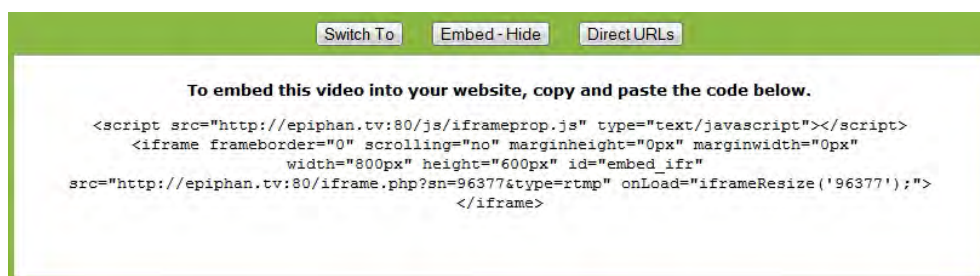 Switch To Embed - Hide Direct URLs
To embed this video into your website, copy and paste the code below.
<script src="http://epiphan.tv:80/js/iframeprop.js" type="text/javascript"></script>
<iframe frameborder="0" scrolling="no" marginheight="0px" marginwidth="0px"
width="800px" height="600px" id="embed_ifr"
src="http://epiphan.tv:80/iframe.php?sn=96377&type=rtmp" onLoad="iframeResize('96377');">
</iframe>